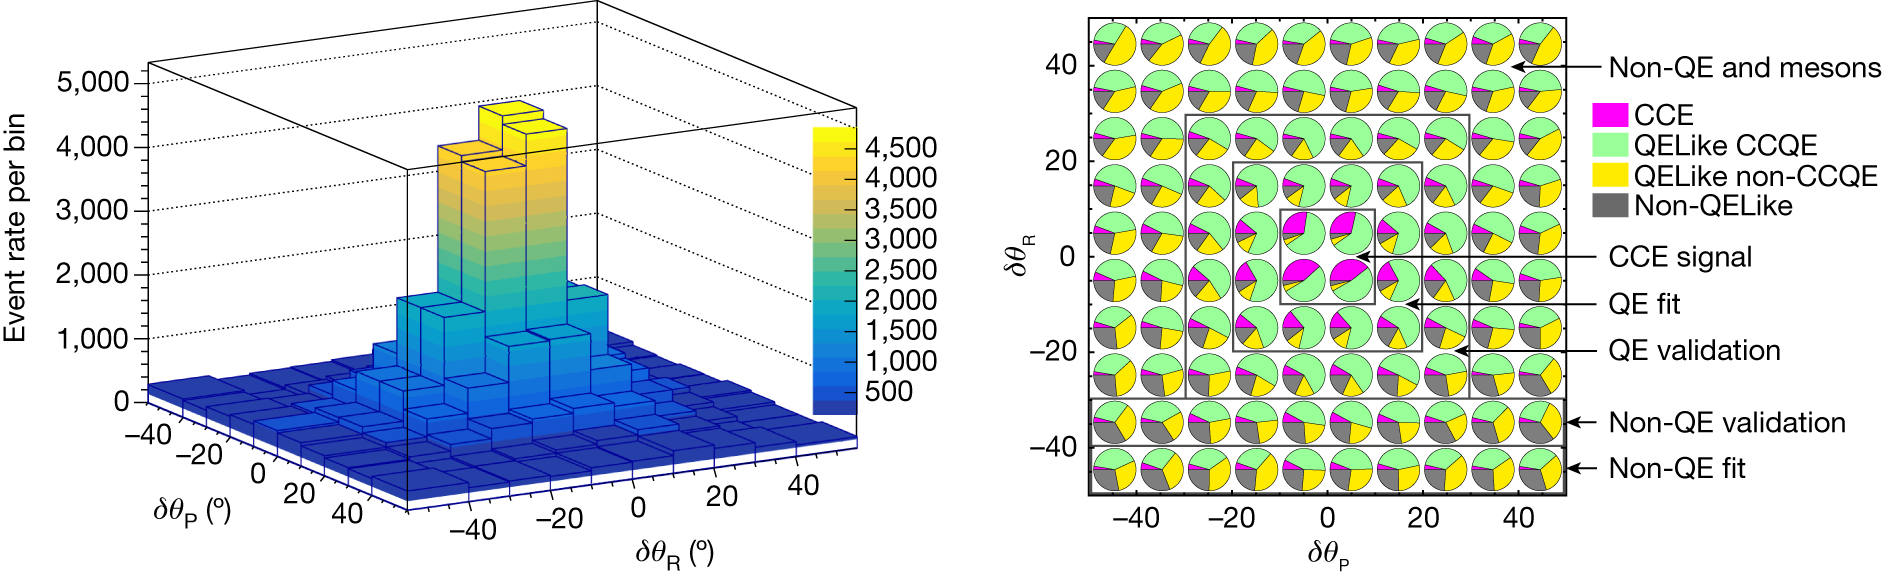 Event rate per bin
5,000
4,000
3,000
2,000
1,000
0
−40
−20
0
20
40
δθP (º)
−40
−20
0
20
40
δθR (º)
4,500
4,000
3,500
3,000
2,500
2,000
1,500
1,000
500
δθR
40
20
0
−20
−40
−40
−20
0
20
40
δθP
Non-QE and mesons
CCE
QELike CCQE
QELike non-CCQE
Non-QELike
CCE signal
QE fit
QE validation
Non-QE validation
Non-QE fit